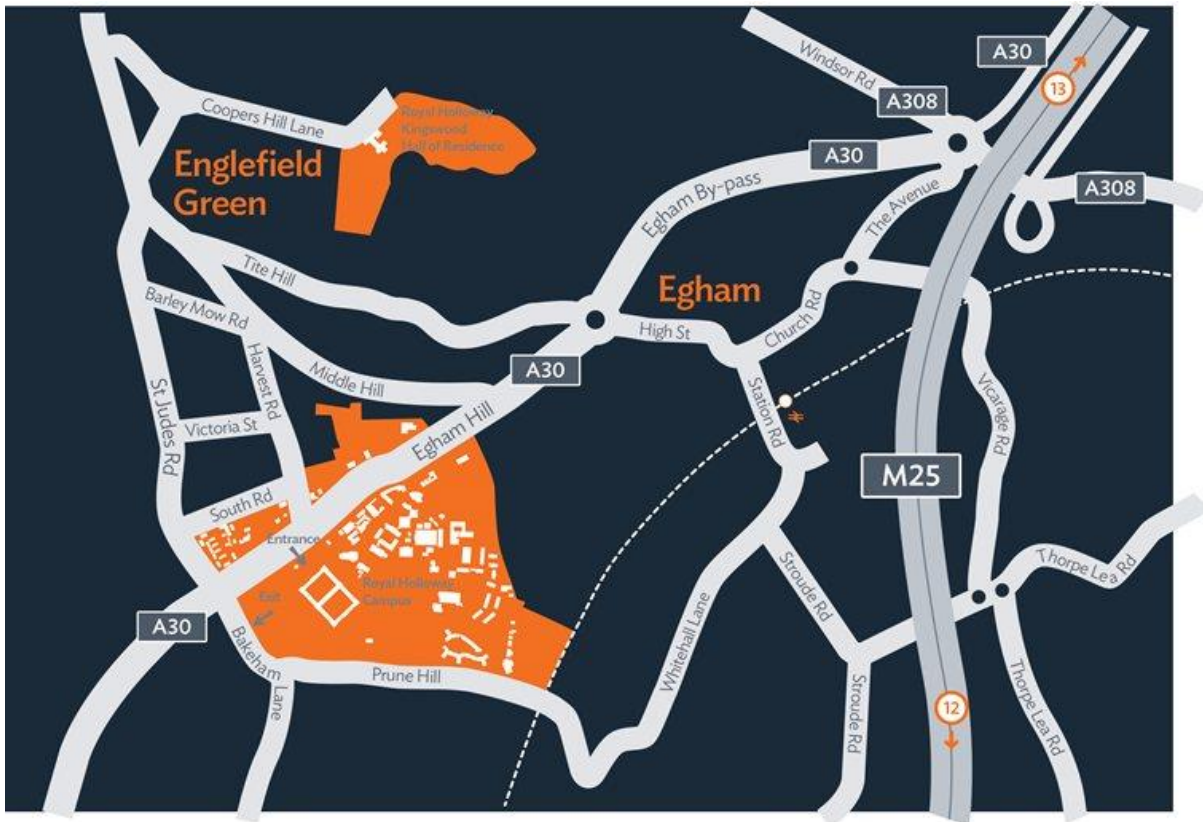 Windsor Rd
A30
13
A308
Coopers Hill Lane
Royal Holloway
Kingswood
Hall of Residence
A30
Englefield
Green
Egham By-pass
A308
The Avenue
Tite Hill
Egham
Barley Mow Rd
High St
Church Rd
Harvest Rd
Middle Hill
A30
Station Rd
Vicarage Rd
St Judes Rd
Victoria St
Egham Hill
M25
South Rd
Entrance
Thorpe Lea Rd
Royal Holloway
Campus
Stroude Rd
Exit
A30
Bakeham
Lane
Prune Hill
Whitehall Lane
Stroude Rd
12
Thorpe Lea Rd